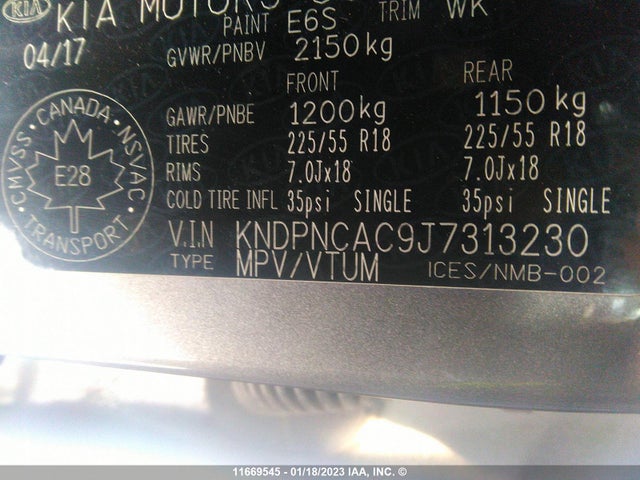 KIA KIA MOTORS
PAINT E6S TRIM WK
04/17 GVWR/PNBV 2150kg
FRONT REAR
GAWR/PNBE 1200kg 1150kg
TIRES 225/55 R18 225/55 R18
RIMS 7.0Jx18 7.0Jx18
COLD TIRE INFL 35psi SINGLE 35psi SINGLE
V.I.N KNDPNCAC9J7313230
TYPE MPV/VTUM ICES/NMB-002
CANADA
CMVSS • NSVAC
E28
TRANSPORT
11669545 - 01/18/2023 IAA, Inc. ©